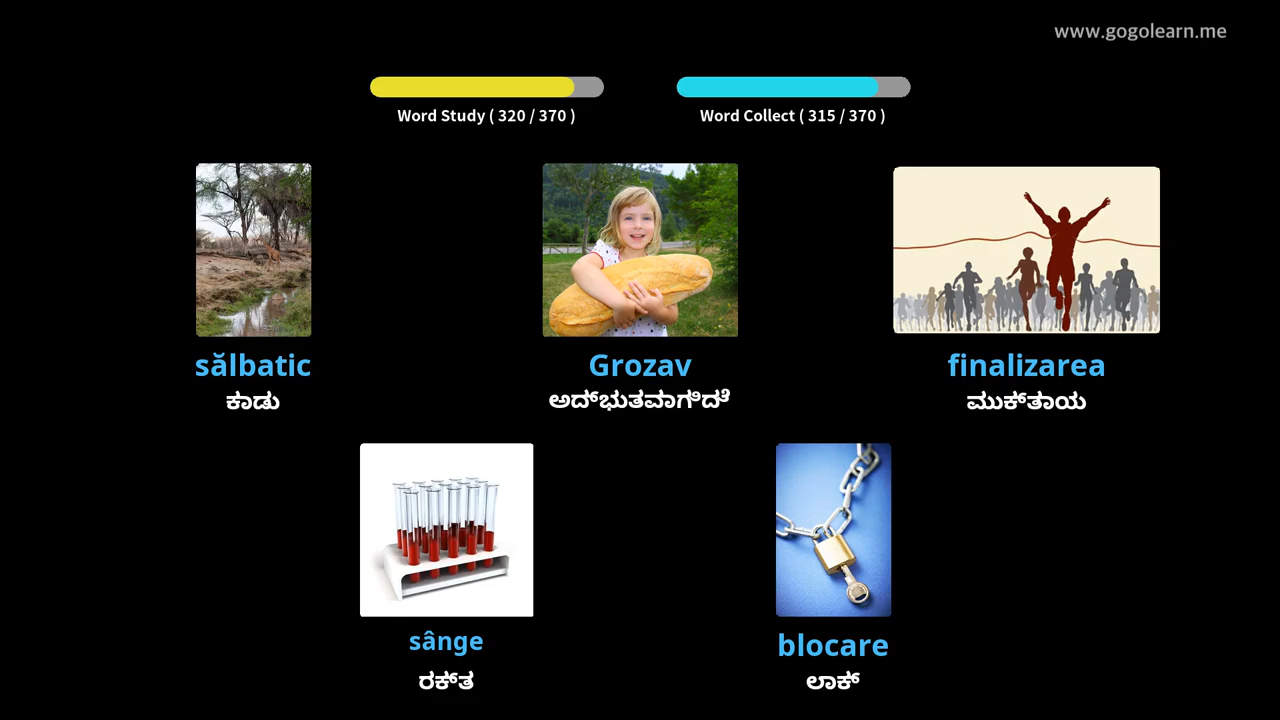 www.gogolearn.me
Word Study ( 320 / 370 )
Word Collect ( 315 / 370 )
sălbatic
ಕಾಡು
Grozav
ಅದ್‌ಭುತವಾಗಿದೆ
finalizarea
ಮುಕ್‌ತಾಯ
sânge
ರಕ್‌ತ
blocare
ಲಾಕ್